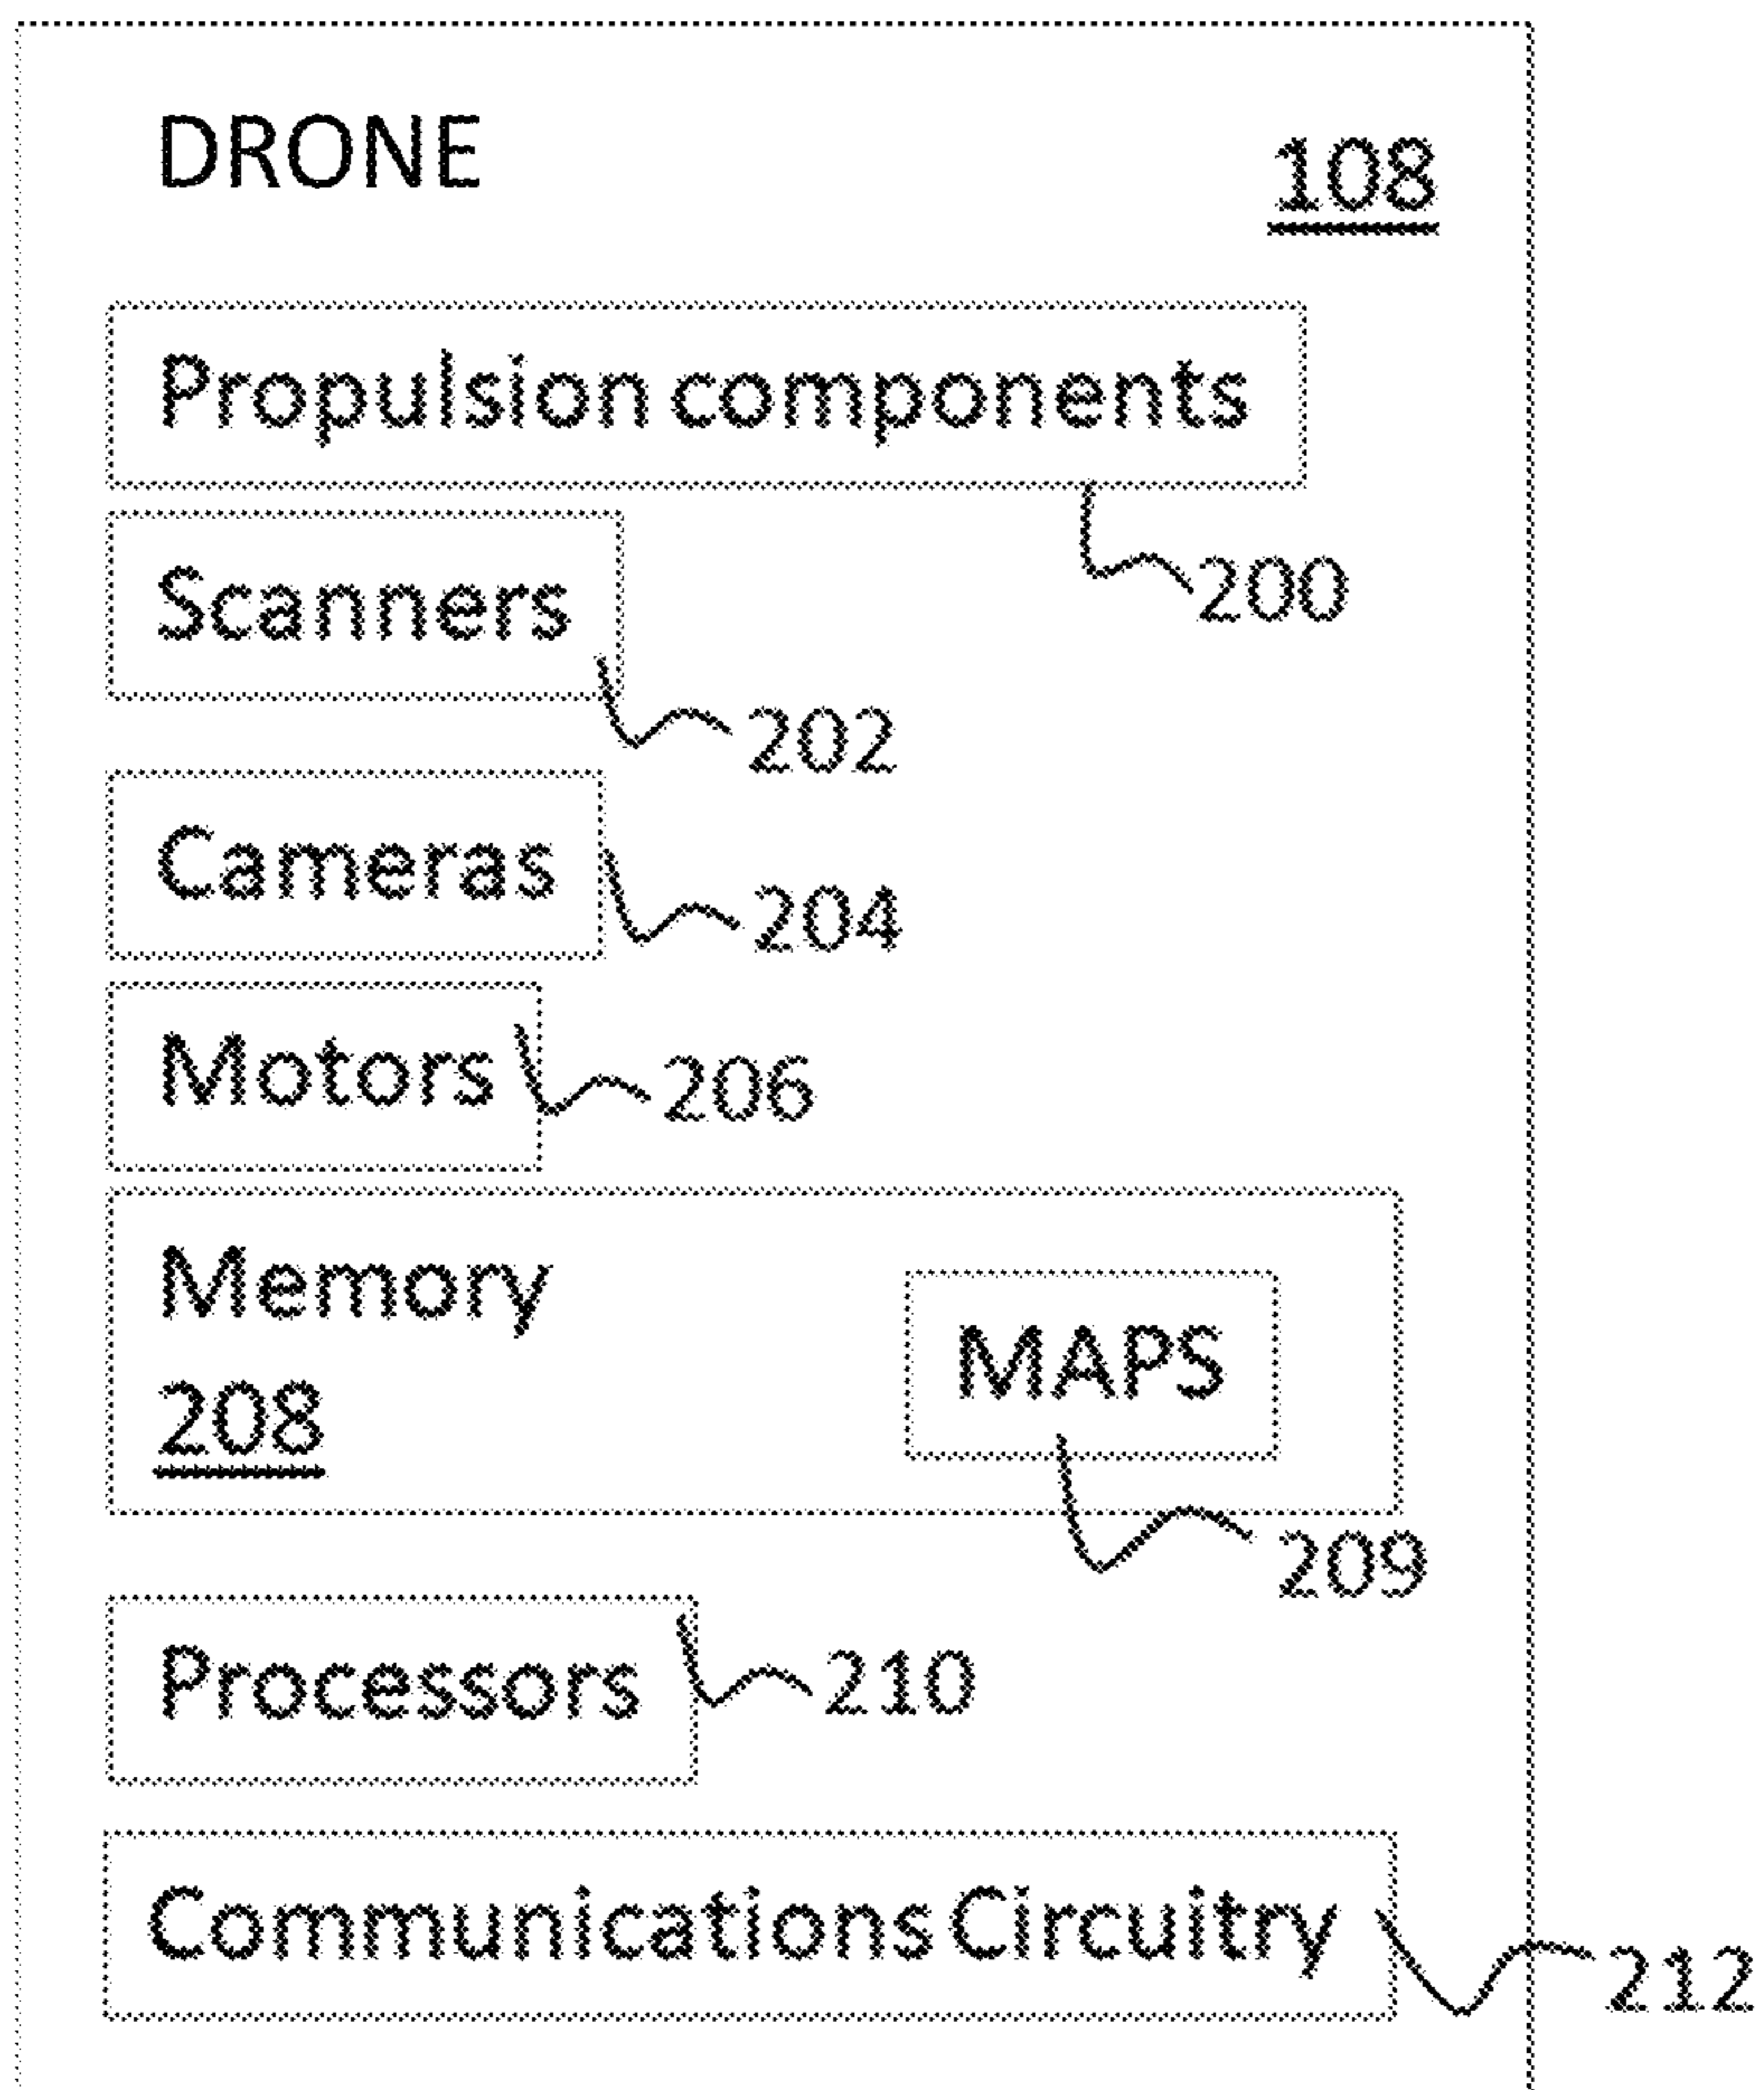 DRONE 108
Propulsion components
200
Scanners
202
Cameras
204
Motors
206
Memory
MAPS
208
209
Processors
210
Communications Circuitry
212